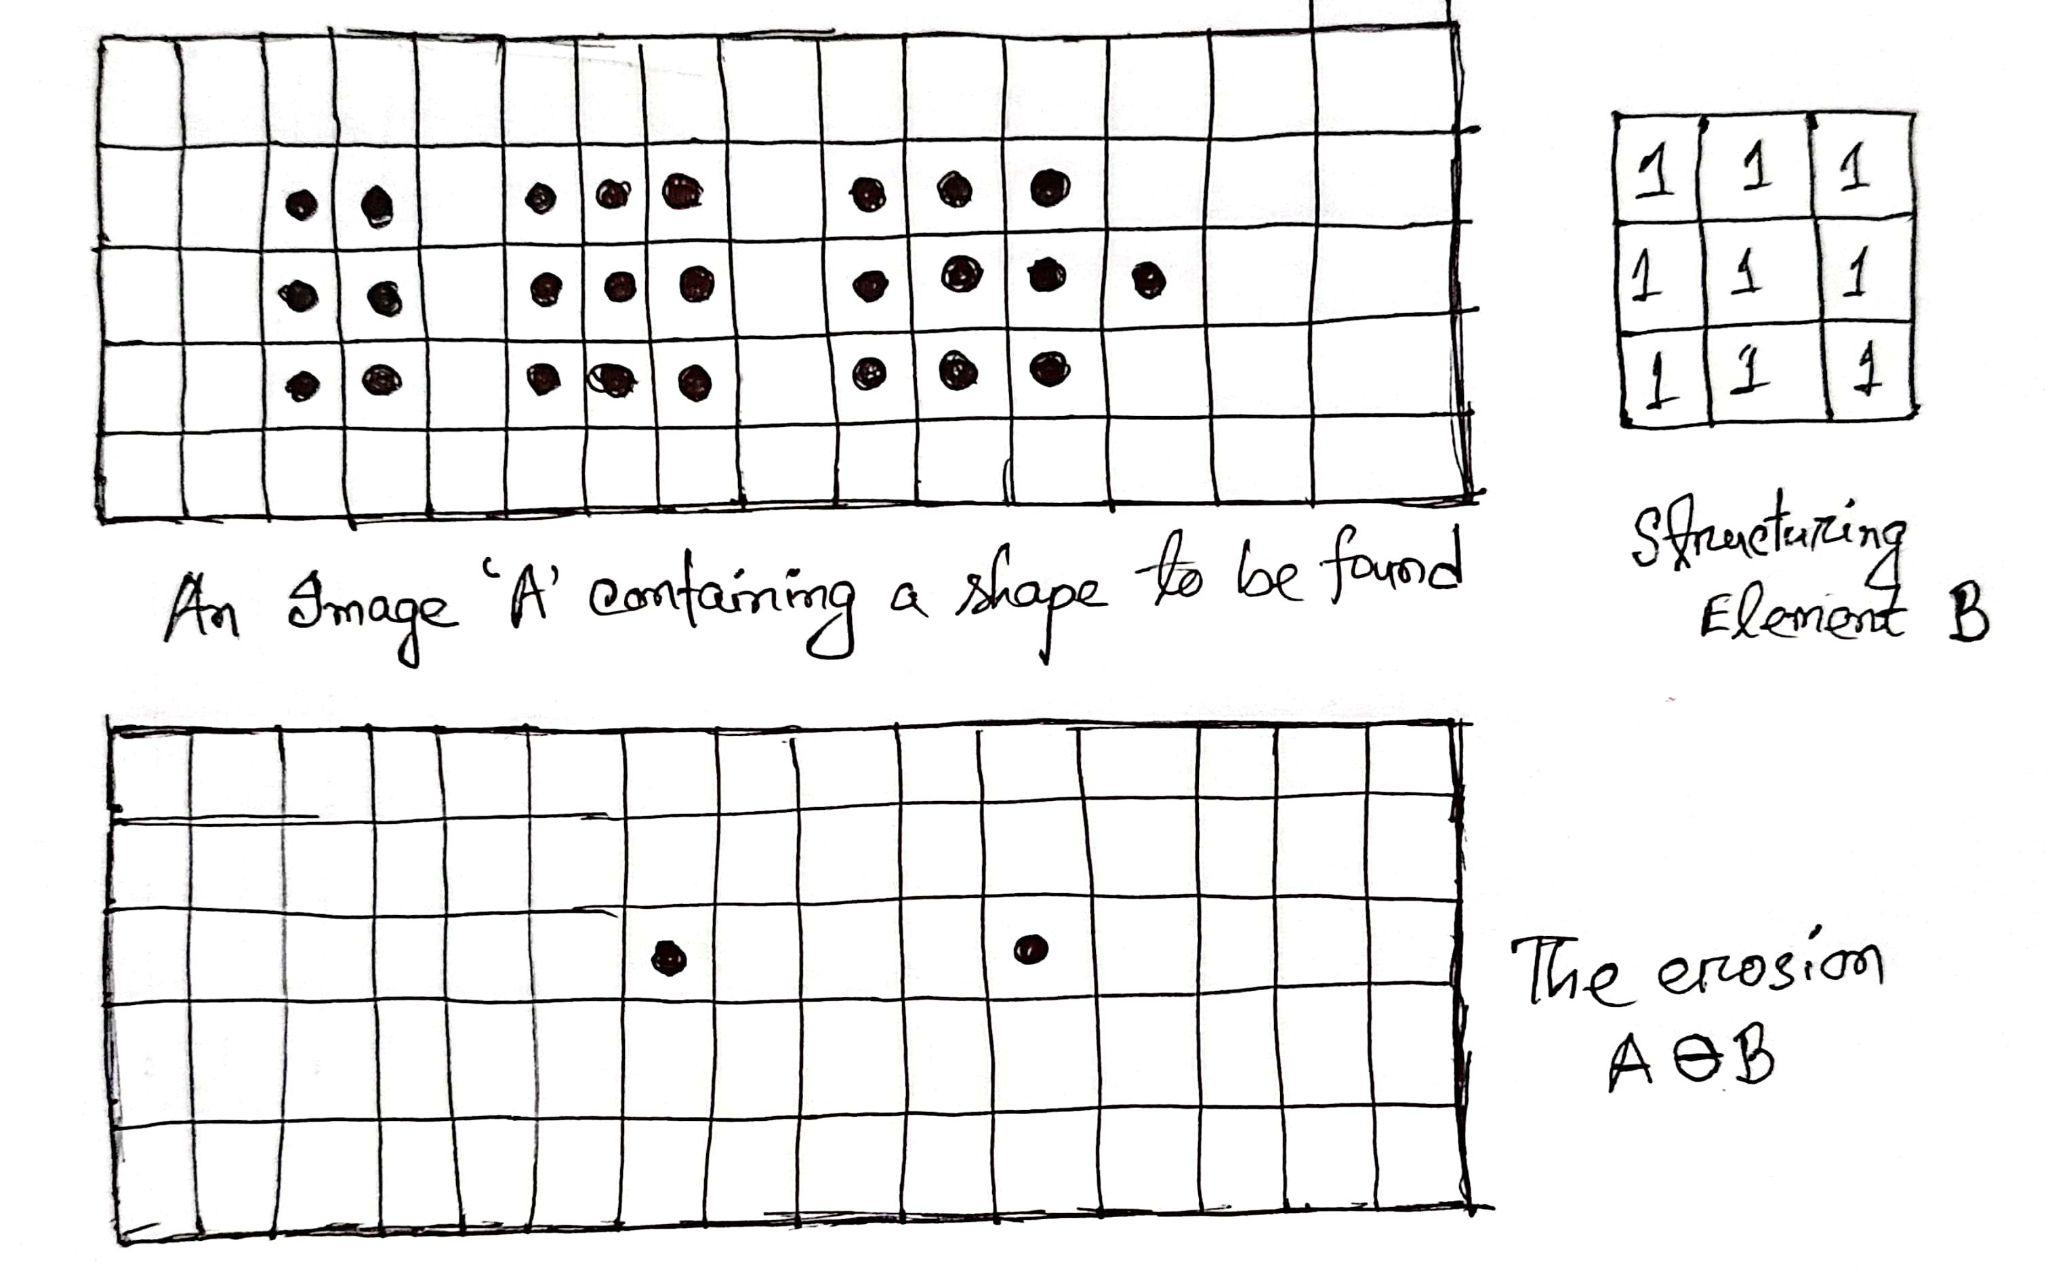 1 1 1
1 1 1
1 1 1
An Image 'A' containing a shape to be found
Structuring
Element B
The erosion
A ⊖ B